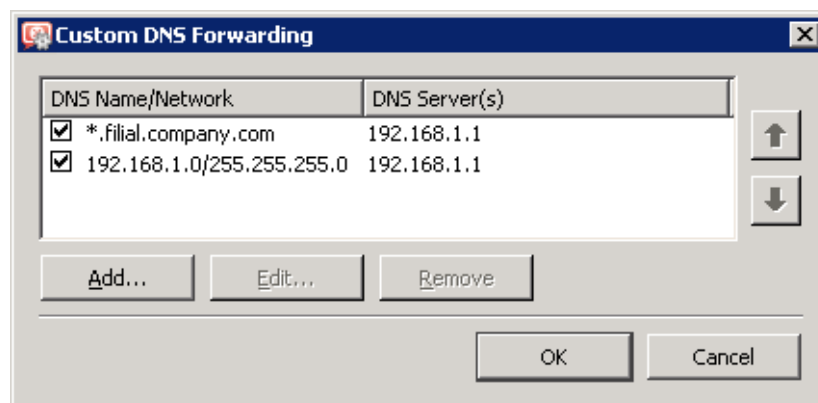 Custom DNS Forwarding
DNS Name/Network DNS Server(s)
*.filial.company.com 192.168.1.1
192.168.1.0/255.255.255.0 192.168.1.1
Add... Edit... Remove
OK Cancel